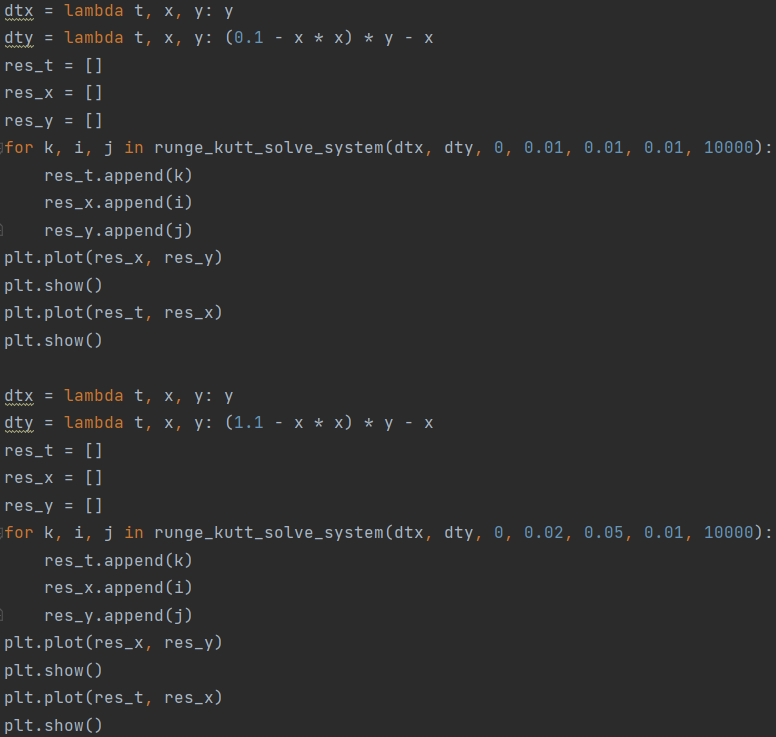 dtx = lambda t, x, y: y
dty = lambda t, x, y: (0.1 - x * x) * y - x
res_t = []
res_x = []
res_y = []
for k, i, j in runge_kutt_solve_system(dtx, dty, 0, 0.01, 0.01, 0.01, 10000):
    res_t.append(k)
    res_x.append(i)
    res_y.append(j)
plt.plot(res_x, res_y)
plt.show()
plt.plot(res_t, res_x)
plt.show()

dtx = lambda t, x, y: y
dty = lambda t, x, y: (1.1 - x * x) * y - x
res_t = []
res_x = []
res_y = []
for k, i, j in runge_kutt_solve_system(dtx, dty, 0, 0.02, 0.05, 0.01, 10000):
    res_t.append(k)
    res_x.append(i)
    res_y.append(j)
plt.plot(res_x, res_y)
plt.show()
plt.plot(res_t, res_x)
plt.show()